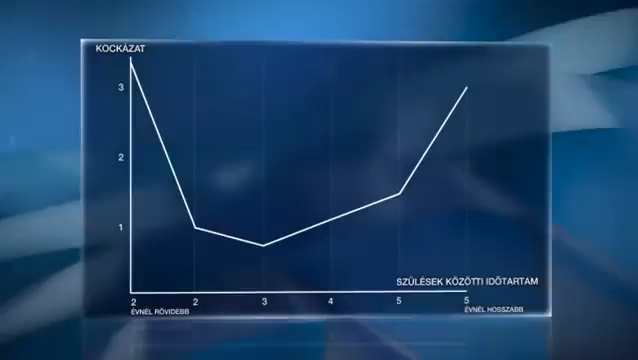 KOCKÁZAT
3
2
1
SZÜLÉSEK KÖZÖTTI IDŐTARTAM
2 2 3 4 5 5
ÉVNÉL RÖVIDEBB ÉVNÉL HOSSZABB